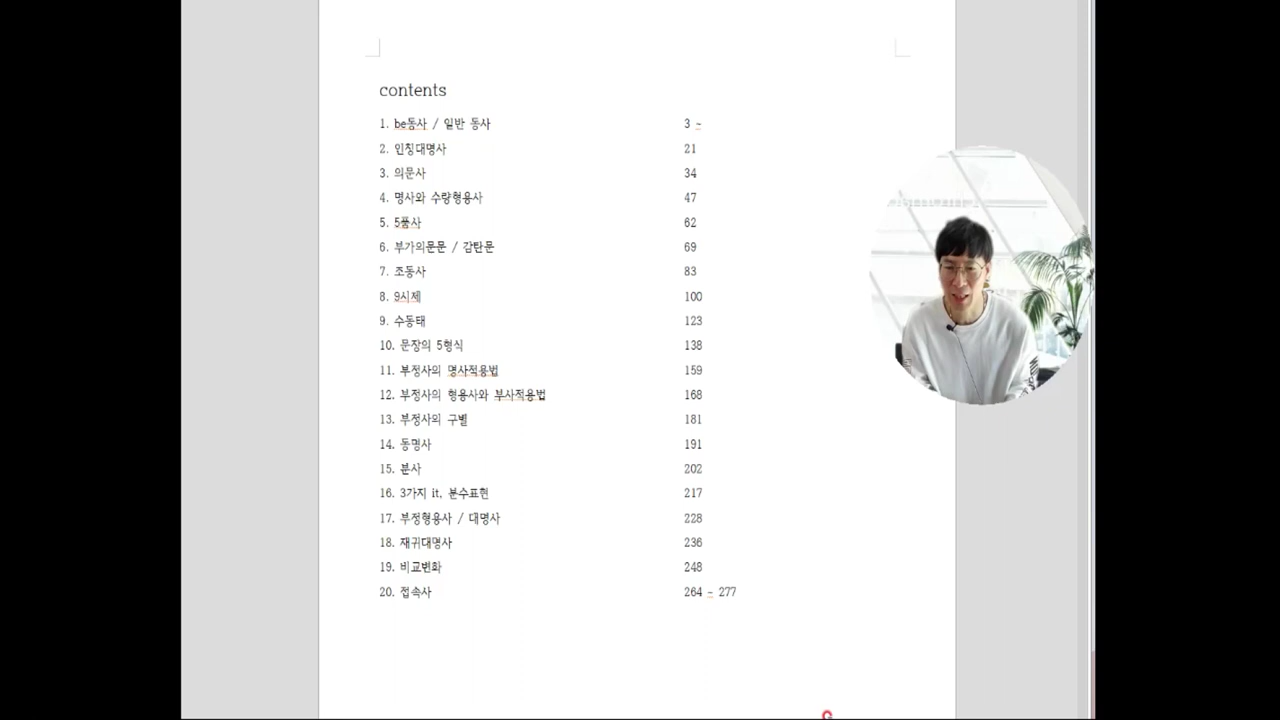 contents
1. be동사 / 일반 동사 3 ~
2. 인칭대명사 21
3. 의문사 34
4. 명사와 수량형용사 47
5. 5품사 62
6. 부가의문문 / 감탄문 69
7. 조동사 83
8. 9시제 100
9. 수동태 123
10. 문장의 5형식 138
11. 부정사의 명사적용법 159
12. 부정사의 형용사와 부사적용법 168
13. 부정사의 구별 181
14. 동명사 191
15. 분사 202
16. 3가지 it, 분수표현 217
17. 부정형용사 / 대명사 228
18. 재귀대명사 236
19. 비교변화 248
20. 접속사 264 ~ 277